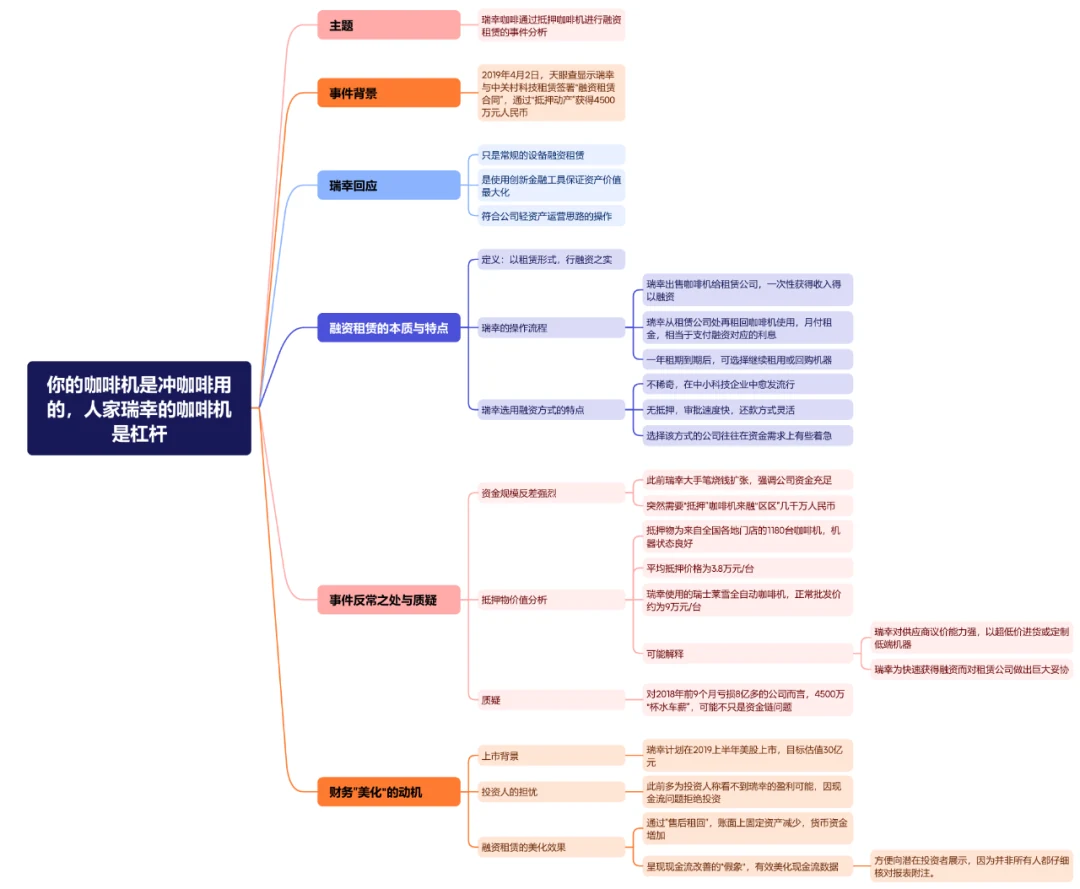 你的咖啡机是冲咖啡用
的，人家瑞幸的咖啡机
是杠杆
主题
瑞幸咖啡通过抵押咖啡机进行融资
租赁的事件分析
事件背景
2019年4月2日，天眼查显示瑞幸
与中关村科技租赁签署“融资租赁
合同”，通过“抵押动产”获得4500
万元人民币
瑞幸回应
只是常规的设备融资租赁
是使用创新金融工具保证资产价值
最大化
符合公司轻资产运营思路的操作
融资租赁的本质与特点
定义：以租赁形式，行融资之实
瑞幸的操作流程
瑞幸出售咖啡机给租赁公司，一次性获得收入得
以融资
瑞幸从租赁公司处再租回咖啡机使用，月付租
金，相当于支付融资对应的利息
一年租期到期后，可选择继续租用或回购机器
瑞幸选用融资方式的特点
不稀奇，在中小科技企业中愈发流行
无抵押，审批速度快，还款方式灵活
选择该方式的公司往往在资金需求上有些着急
事件反常之处与质疑
资金规模反差强烈
此前瑞幸大手笔烧钱扩张，强调公司资金充足
突然需要“抵押”咖啡机来融“区区”几千万人民币
抵押物价值分析
抵押物为来自全国各地门店的1180台咖啡机，机
器状态良好
平均抵押价格为3.8万元/台
瑞幸使用的瑞士莱雪全自动咖啡机，正常批发价
约为9万元/台
可能解释
瑞幸对供应商议价能力强，以超低价进货或定制
低端机器
瑞幸为快速获得融资而对租赁公司做出巨大妥协
质疑
对2018年前9个月亏损8亿多的公司而言，4500万
“杯水车薪”，可能不只是资金链问题
财务“美化”的动机
上市背景
瑞幸计划在2019上半年美股上市，目标估值30亿
元
投资人的担忧
此前多为投资人称看不到瑞幸的盈利可能，因现
金流问题拒绝投资
融资租赁的美化效果
通过“售后租回”，账面上固定资产减少，货币资金
增加
呈现现金流改善的“假象”，有效美化现金流数据
方便向潜在投资者展示，因为并非所有人都仔细
核对报表附注。